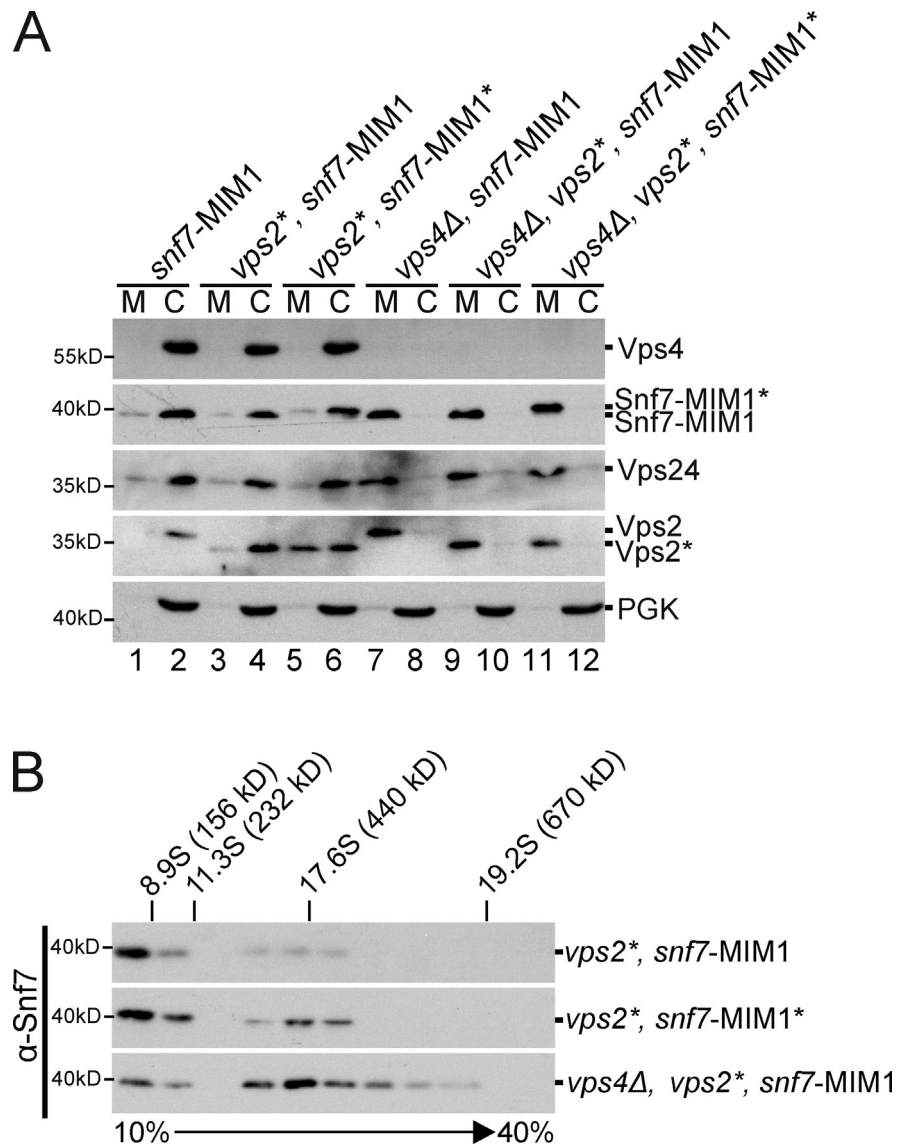 A
snf7-MIM1
vps2*, snf7-MIM1
vps2*, snf7-MIM1*
vps4Δ, snf7-MIM1
vps4Δ, vps2*, snf7-MIM1
vps4Δ, vps2*, snf7-MIM1*
M C M C M C M C M C M C
55kD Vps4
40kD Snf7-MIM1*
Snf7-MIM1
35kD Vps24
35kD Vps2
Vps2*
40kD PGK
1 2 3 4 5 6 7 8 9 10 11 12
B
8.9S (156 kD)
11.3S (232 kD)
17.6S (440 kD)
19.2S (670 kD)
α-Snf7
40kD vps2*, snf7-MIM1
40kD vps2*, snf7-MIM1*
40kD vps4Δ, vps2*, snf7-MIM1
10% 40%